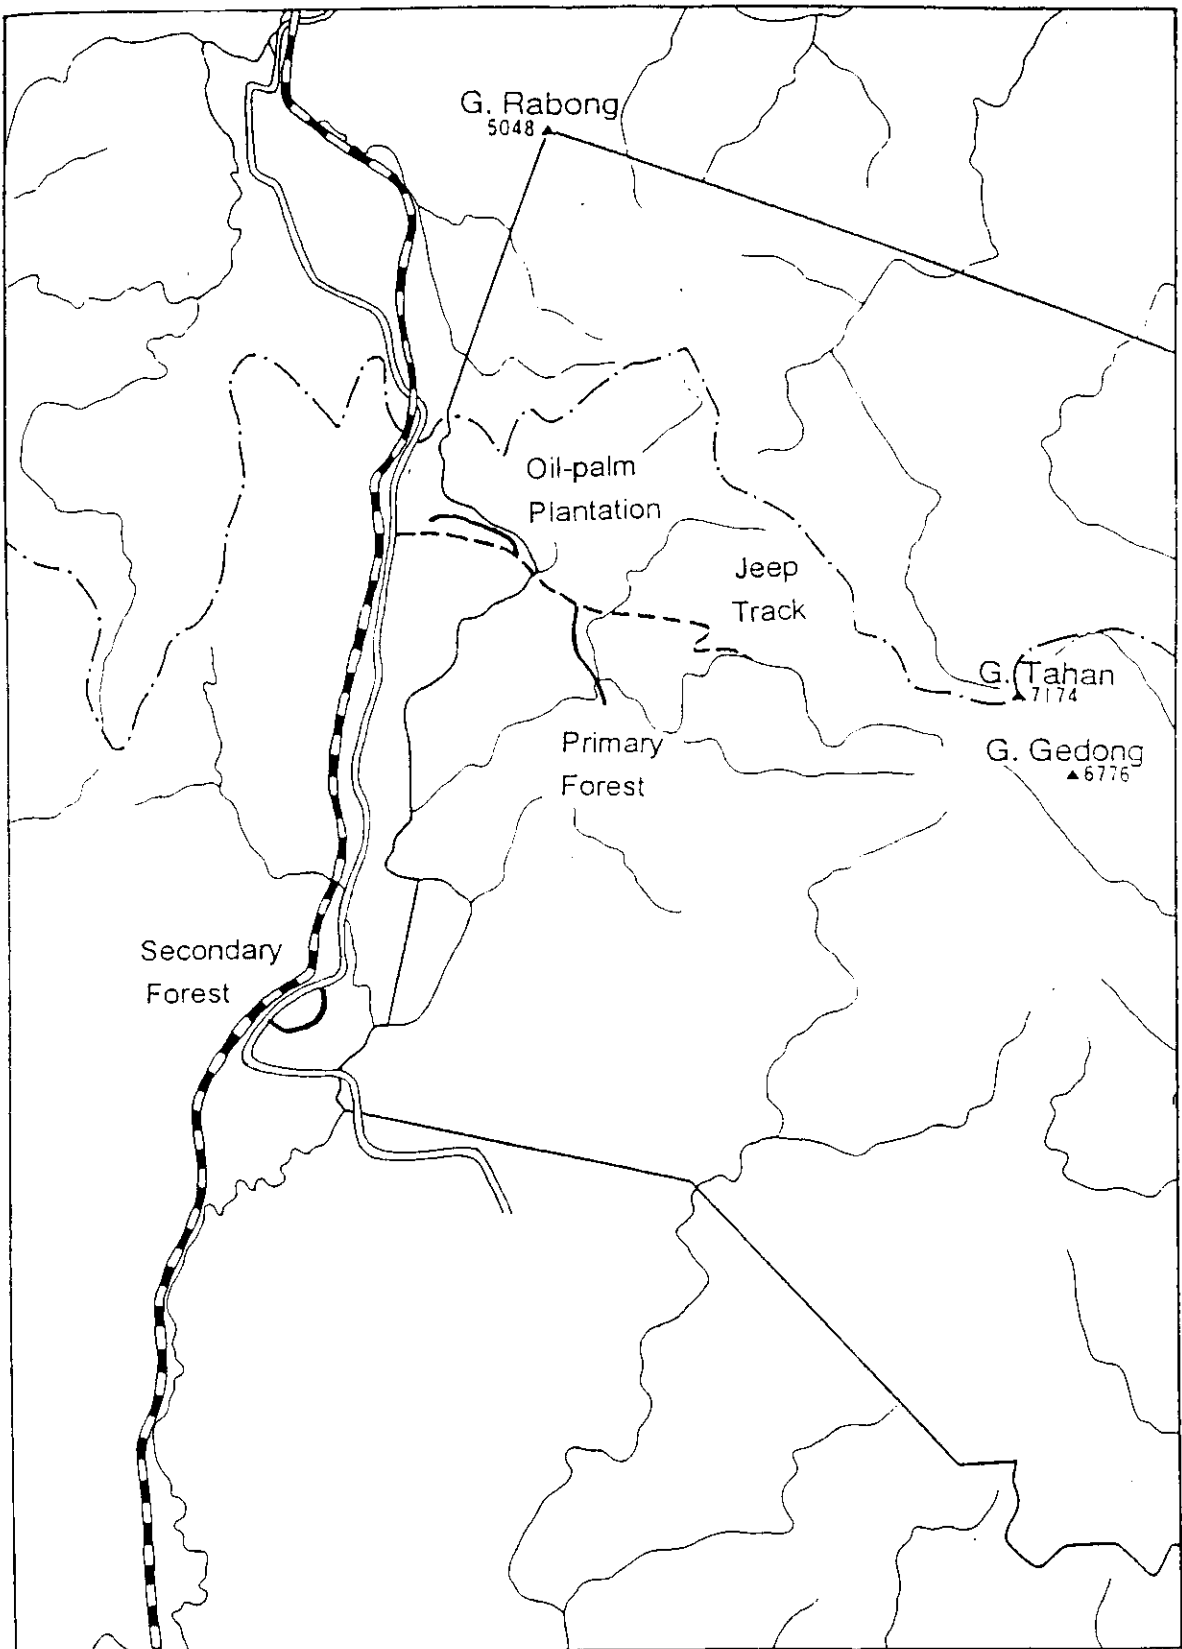 G. Rabong
5048
Oil-palm
Plantation
Jeep
Track
G. Tahan
7174
Primary
Forest
G. Gedong
6776
Secondary
Forest